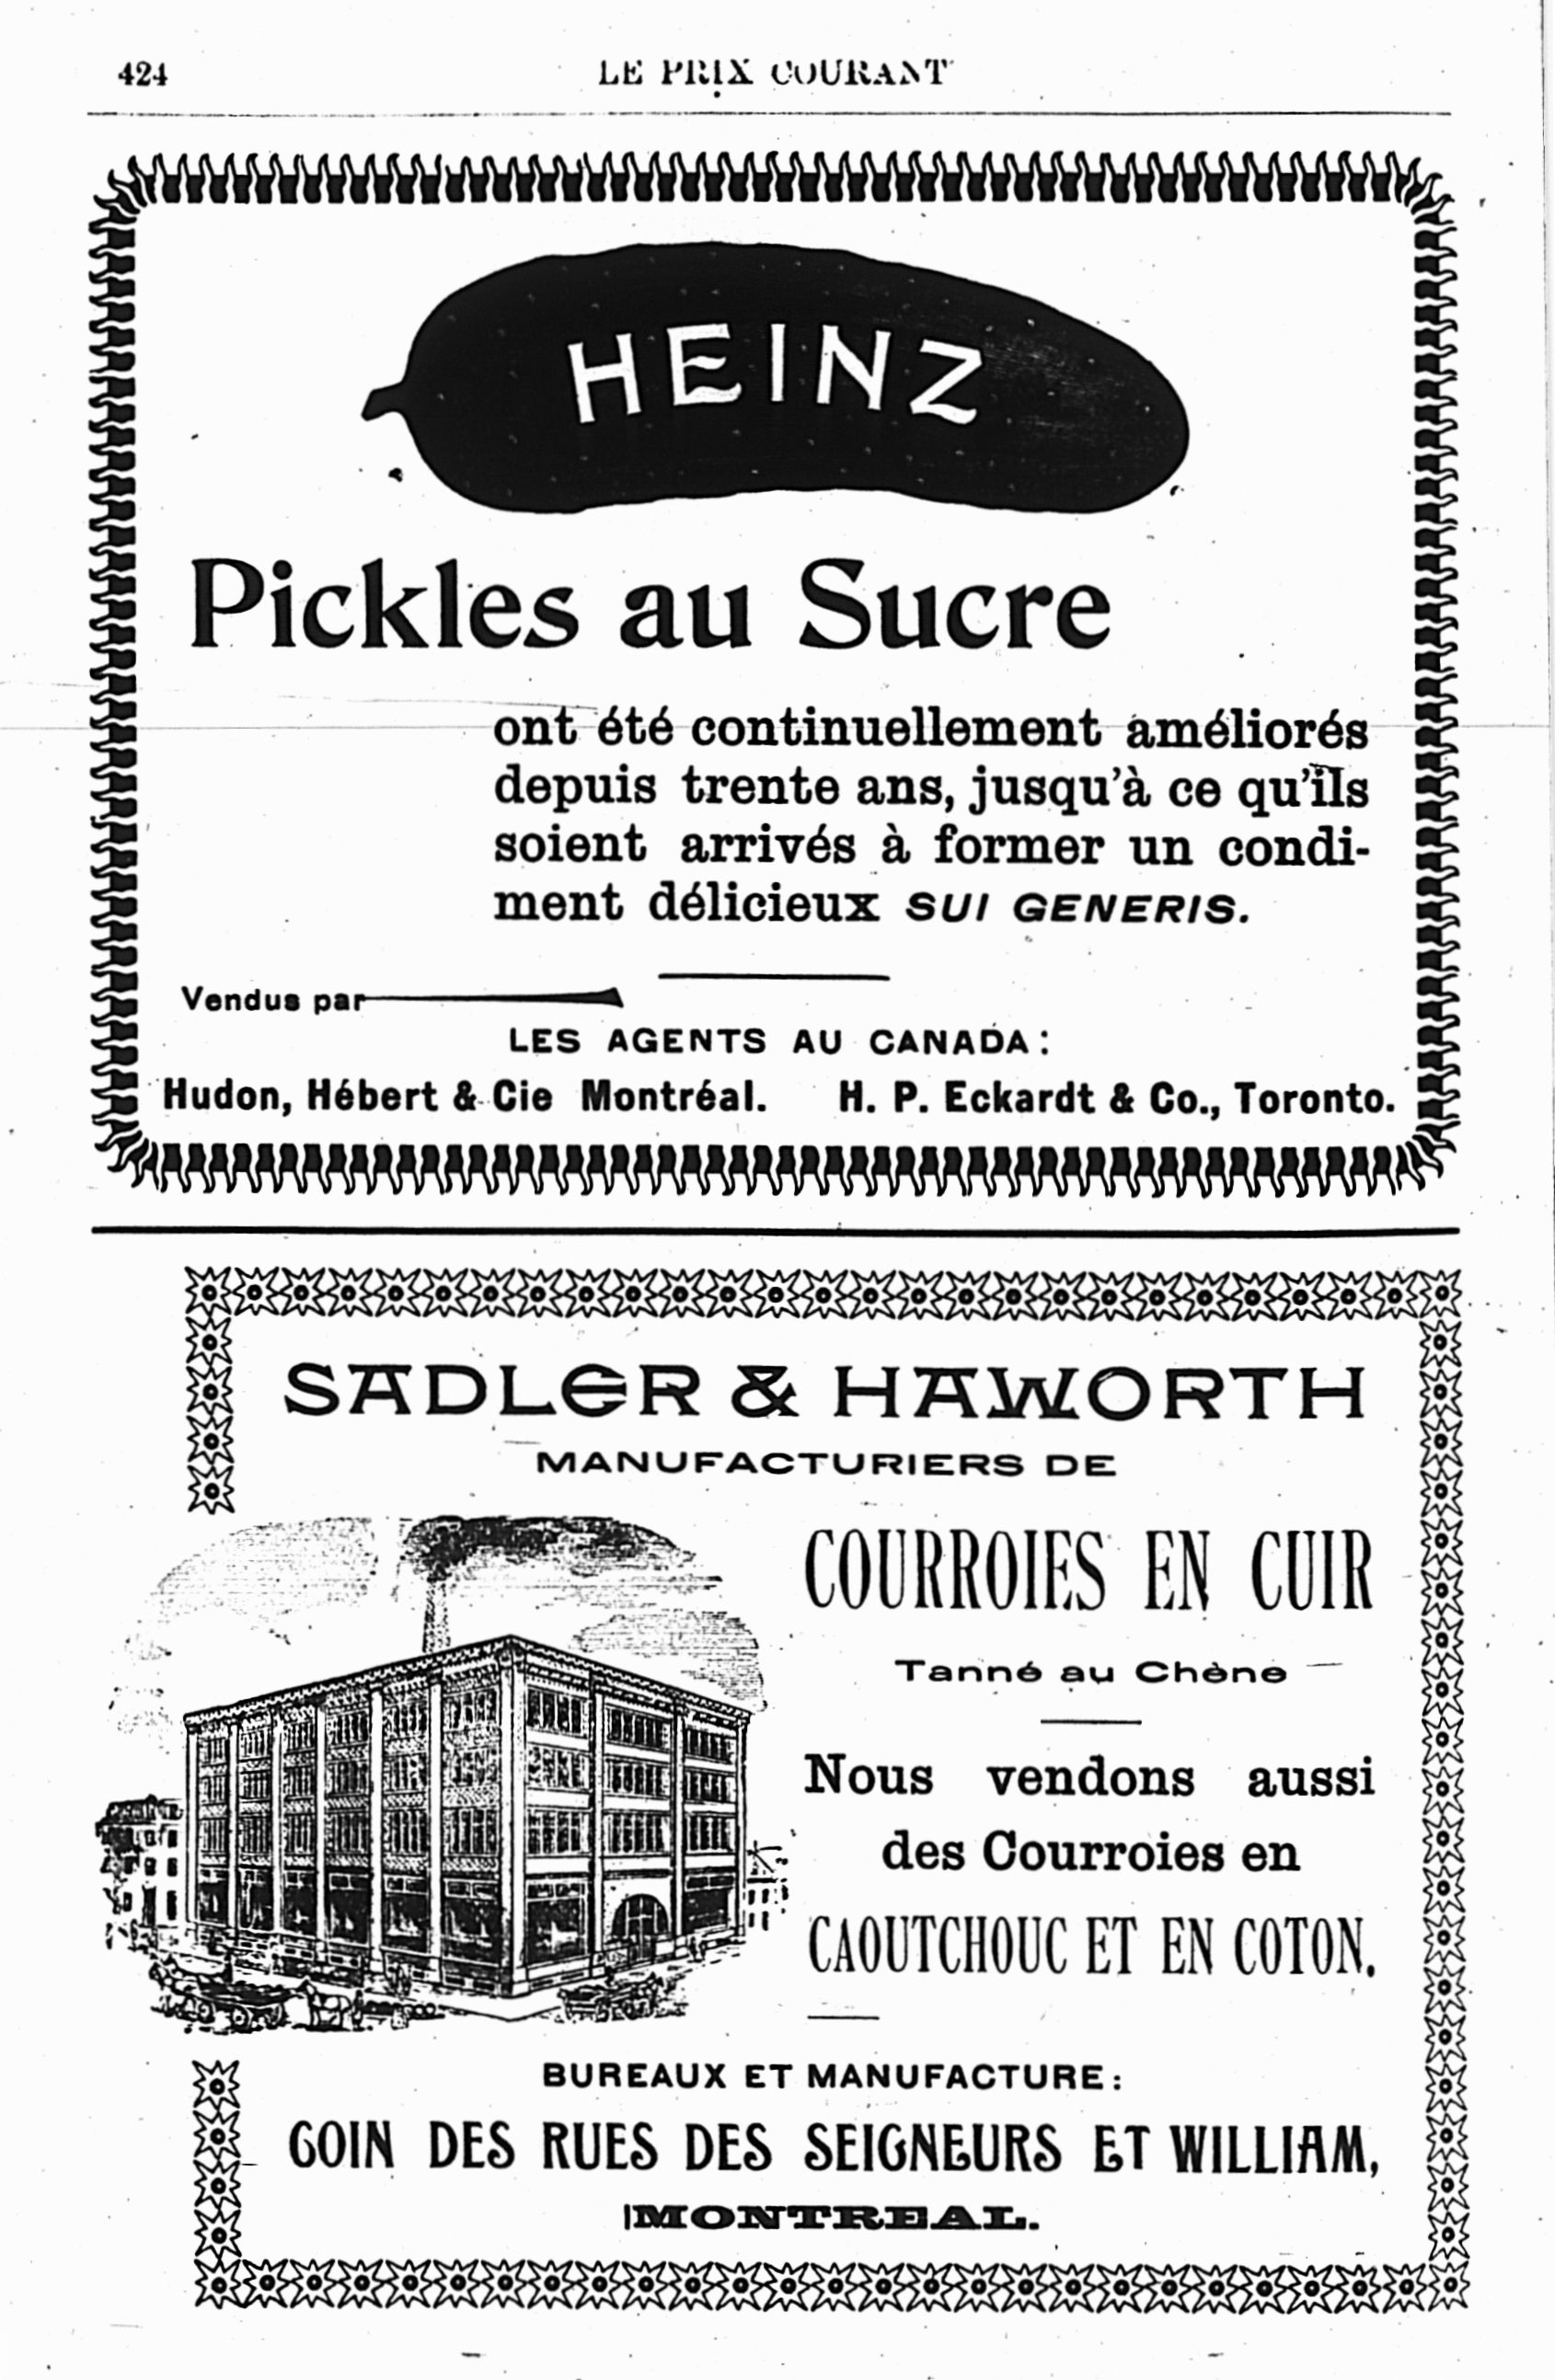 424
LE PRIX COURANT
HEINZ
Pickles au Sucre
ont été continuellement améliorés
depuis trente ans, jusqu'à ce qu'ils
soient arrivés à former un condi-
ment délicieux SUI GENERIS.
Vendus par
LES AGENTS AU CANADA:
Hudon, Hébert & Cie Montréal. H. P. Eckardt & Co., Toronto.
SADLER & HAWORTH
MANUFACTURIERS DE
COURROIES EN CUIR
Tanné au Chène
Nous vendons aussi
des Courroies en
CAOUTCHOUC ET EN COTON.
BUREAUX ET MANUFACTURE:
COIN DES RUES DES SEIGNEURS ET WILLIAM,
MONTREAL.